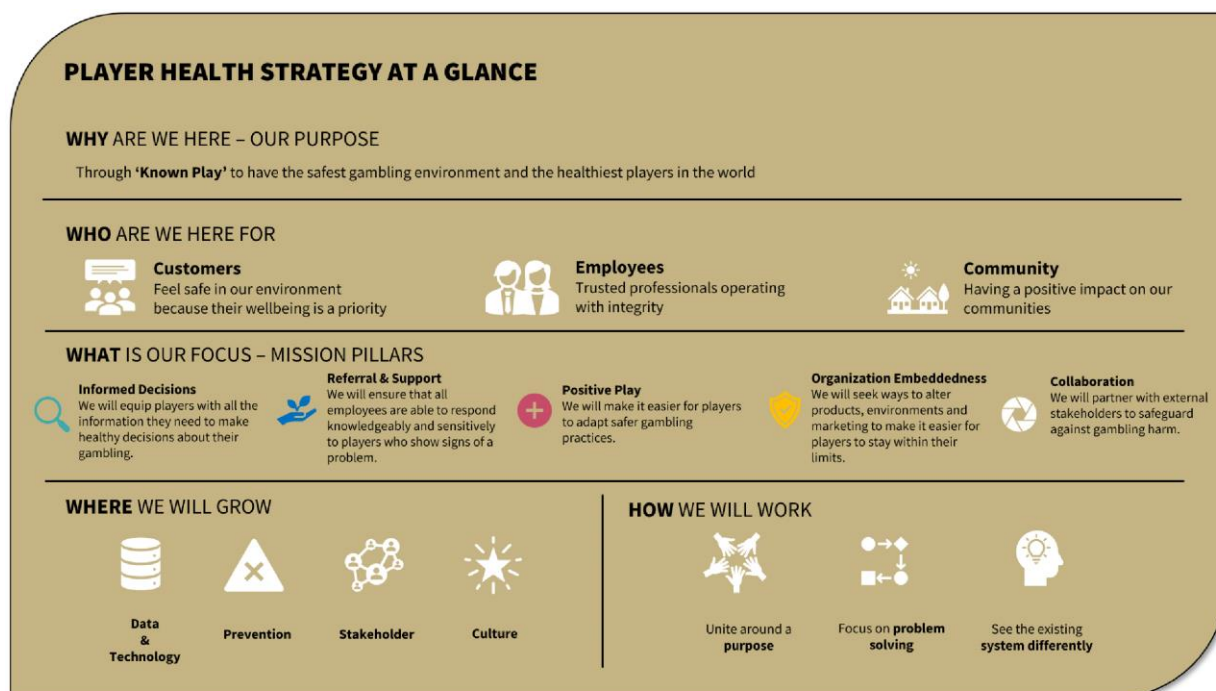 PLAYER HEALTH STRATEGY AT A GLANCE
WHY ARE WE HERE – OUR PURPOSE
Through ‘Known Play’ to have the safest gambling environment and the healthiest players in the world
WHO ARE WE HERE FOR
Customers
Feel safe in our environment
because their wellbeing is a priority
Employees
Trusted professionals operating
with integrity
Community
Having a positive impact on our
communities
WHAT IS OUR FOCUS – MISSION PILLARS
Informed Decisions
We will equip players with all the
information they need to make
healthy decisions about their
gambling.
Referral & Support
We will ensure that all
employees are able to respond
knowledgeably and sensitively
to players who show signs of a
problem.
Positive Play
We will make it easier for players
to adapt safer gambling
practices.
Organization Embeddedness
We will seek ways to alter
products, environments and
marketing to make it easier for
players to stay within their
limits.
Collaboration
We will partner with external
stakeholders to safeguard
against gambling harm.
WHERE WE WILL GROW
Data
&
Technology
Prevention
Stakeholder
Culture
HOW WE WILL WORK
Unite around a
purpose
Focus on problem
solving
See the existing
system differently